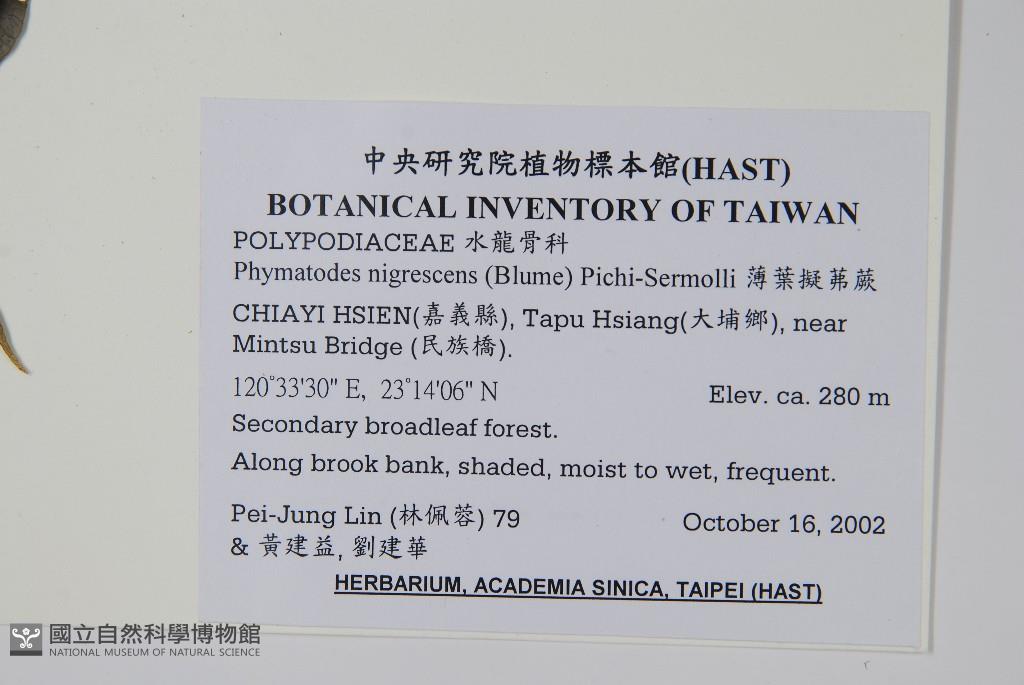 中央研究院植物標本館(HAST)
BOTANICAL INVENTORY OF TAIWAN
POLYPODIACEAE 水龍骨科
Phymatodes nigrescens (Blume) Pichi-Sermolli 薄葉擬茀蕨
CHIAYI HSIEN(嘉義縣), Tapu Hsiang(大埔鄉), near
Mintsu Bridge (民族橋).
120°33'30" E, 23°14'06" N Elev. ca. 280 m
Secondary broadleaf forest.
Along brook bank, shaded, moist to wet, frequent.
Pei-Jung Lin (林佩蓉) 79 October 16, 2002
& 黃建益, 劉建華
HERBARIUM, ACADEMIA SINICA, TAIPEI (HAST)
國立自然科學博物館
NATIONAL MUSEUM OF NATURAL SCIENCE